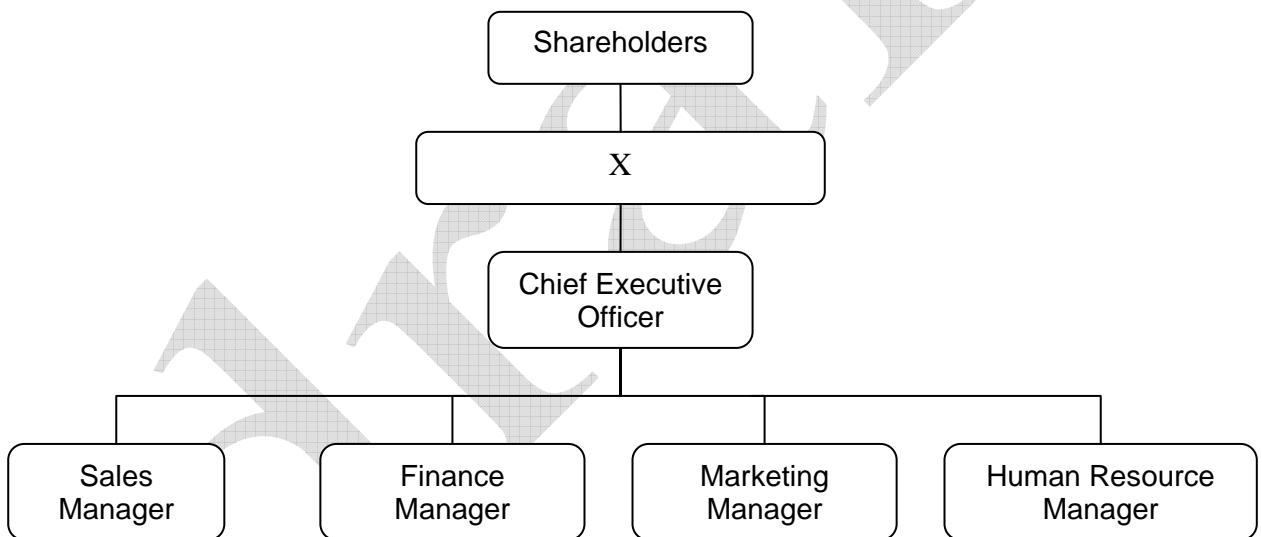 Shareholders
X
Chief Executive
Officer
Sales
Manager
Finance
Manager
Marketing
Manager
Human Resource
Manager